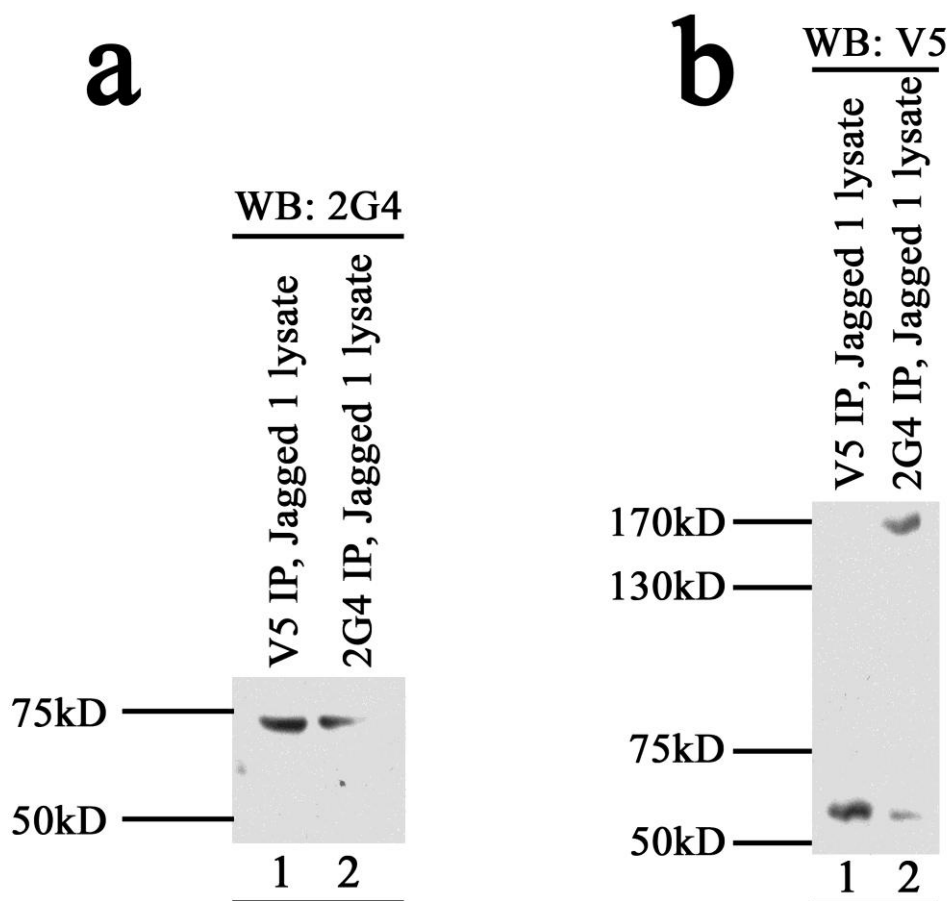 a
WB: 2G4
V5 IP, Jagged 1 lysate
2G4 IP, Jagged 1 lysate
75kD
50kD
1 2
b
WB: V5
V5 IP, Jagged 1 lysate
2G4 IP, Jagged 1 lysate
170kD
130kD
75kD
50kD
1 2